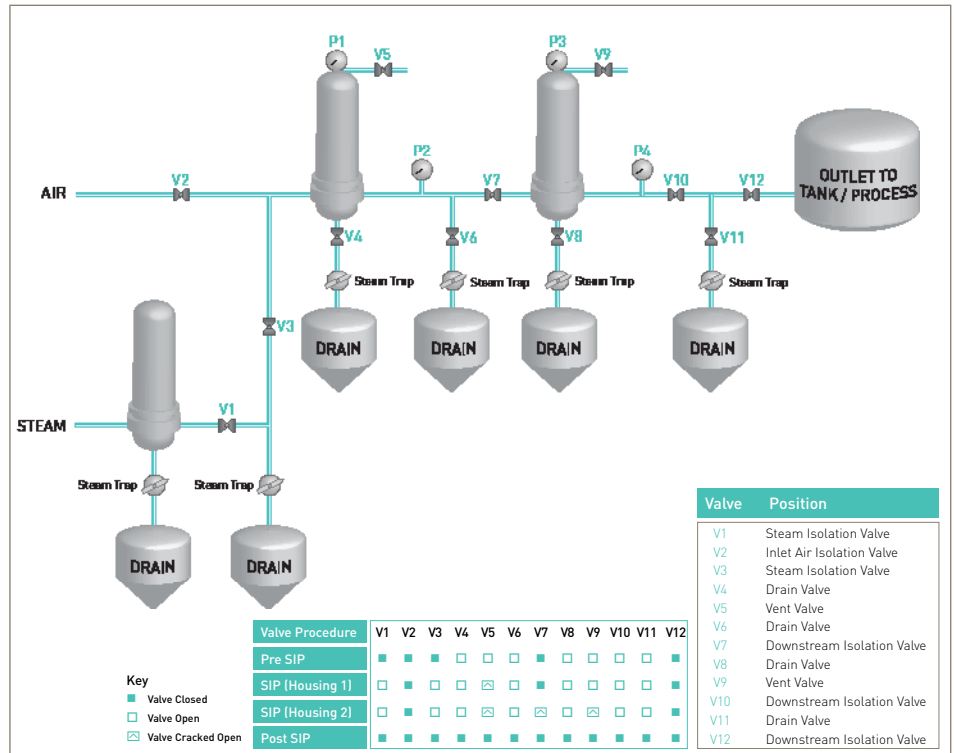 P1
V5
P3
V9
P2
P4
V2
V7
V10
V12
AIR
OUTLET TO
TANK / PROCESS
V4
V6
V8
V11
Steam Trap
Steam Trap
Steam Trap
Steam Trap
V3
DRAIN
DRAIN
DRAIN
DRAIN
V1
STEAM
Steam Trap
Steam Trap
DRAIN
DRAIN
Valve Position
V1 Steam Isolation Valve
V2 Inlet Air Isolation Valve
V3 Steam Isolation Valve
V4 Drain Valve
V5 Vent Valve
V6 Drain Valve
V7 Downstream Isolation Valve
V8 Drain Valve
V9 Vent Valve
V10 Downstream Isolation Valve
V11 Drain Valve
V12 Downstream Isolation Valve
Valve Procedure V1 V2 V3 V4 V5 V6 V7 V8 V9 V10 V11 V12
Pre SIP
SIP (Housing 1)
SIP (Housing 2)
Post SIP
Key
Valve Closed
Valve Open
Valve Cracked Open